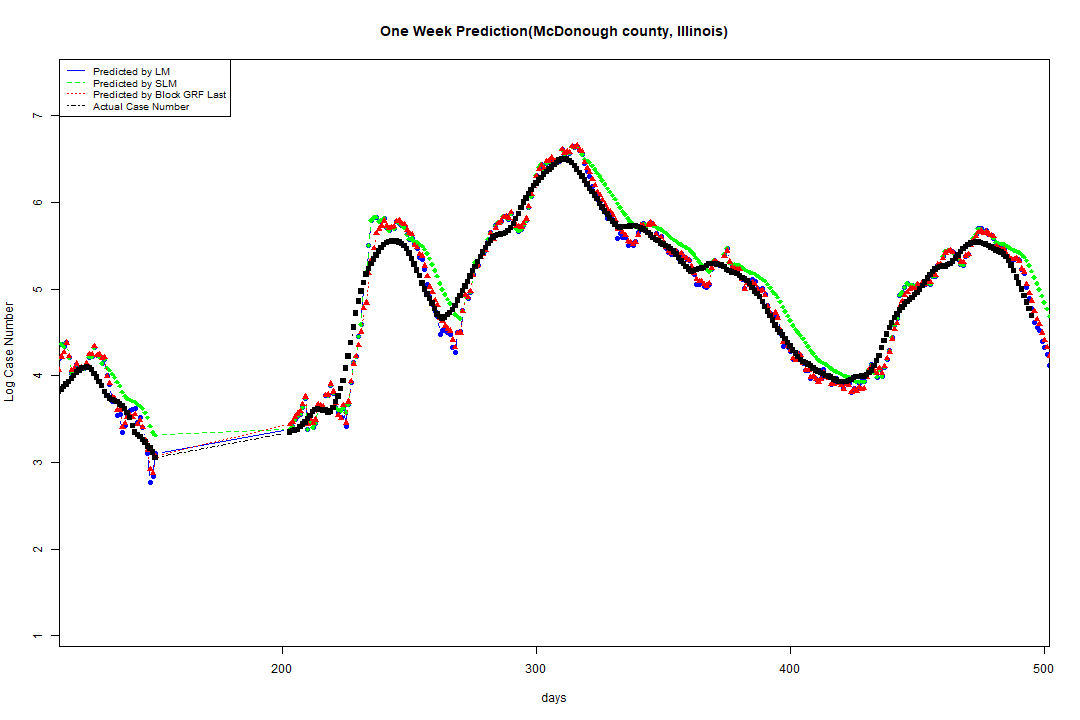 One Week Prediction(McDonough county, Illinois)
Predicted by LM
Predicted by SLM
Predicted by Block GRF Last
Actual Case Number
7
6
5
4
3
2
1
Log Case Number
200
300
400
500
days